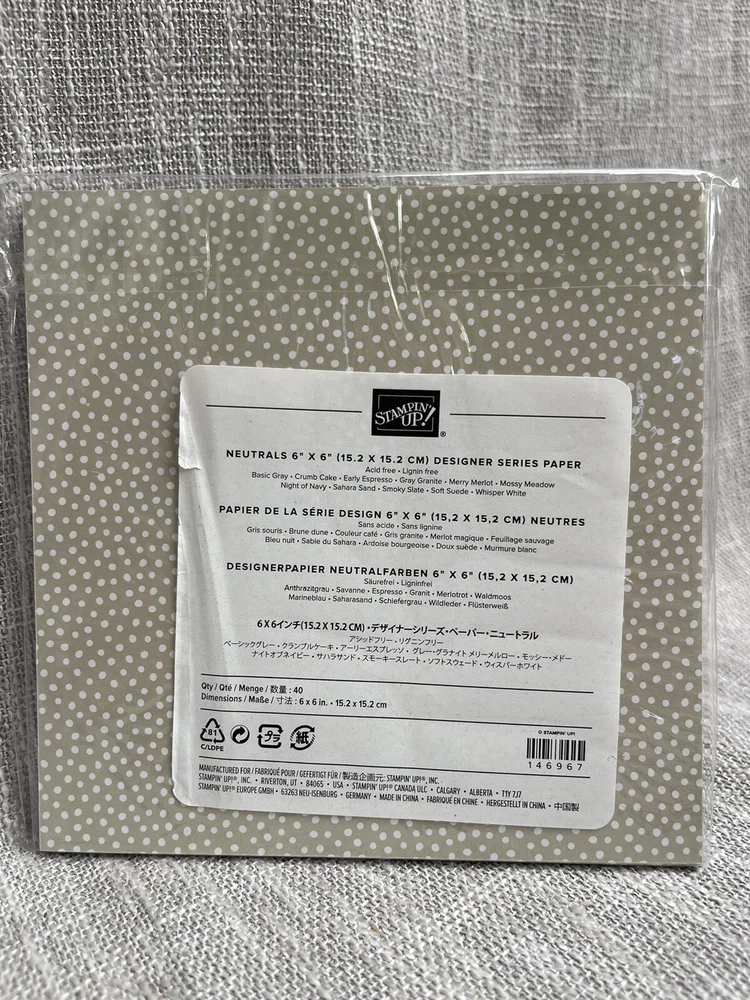 STAMPIN' UP!®
NEUTRALS 6" X 6" (15.2 X 15.2 CM) DESIGNER SERIES PAPER
Acid free • Lignin free
Basic Gray • Crumb Cake • Early Espresso • Gray Granite • Merry Merlot • Mossy Meadow
Night of Navy • Sahara Sand • Smoky Slate • Soft Suede • Whisper White
PAPIER DE LA SÉRIE DESIGN 6" X 6" (15,2 X 15,2 CM) NEUTRES
Sans acide • Sans lignine
Gris souris • Brune dune • Couleur café • Gris granite • Merlot magique • Feuillage sauvage
Bleu nuit • Sable du Sahara • Ardoise bourgeoise • Doux suède • Murmure blanc
DESIGNERPAPIER NEUTRALFARBEN 6" X 6" (15,2 X 15,2 CM)
Säurefrei • Ligninfrei
Anthrazitgrau • Savanne • Espresso • Granit • Merlotrot • Waldmoos
Marineblau • Saharasand • Schiefergrau • Wildleder • Flüsterweiß
6 X 6インチ(15.2 X 15.2 CM)・デザイナーシリーズ・ペーパー・ニュートラル
アシッドフリー・リグニンフリー
ベーシックグレー・クランブルケーキ・アーリーエスプレッソ・グレーグラナイト メリーメルロー・モッシー・メドー
ナイトオブネイビー・サハラサンド・スモーキースレート・ソフトスウェード・ウィスパーホワイト
Qty / Qté / Menge / 数量 : 40
Dimensions / Maße / 寸法 : 6 x 6 in. • 15.2 x 15.2 cm
81
C/LDPE
プラ
紙
© STAMPIN' UP!
146967
MANUFACTURED FOR / FABRIQUÉ POUR / GEFERTIGT FÜR / 製造企画元: STAMPIN' UP!®, INC.
STAMPIN' UP!®, INC. • RIVERTON, UT • 84065 • USA • STAMPIN' UP!® CANADA ULC • CALGARY • ALBERTA • T1Y 7J7
STAMPIN' UP!® EUROPE GMBH • 63263 NEU-ISENBURG • GERMANY • MADE IN CHINA • FABRIQUÉ EN CHINE • HERGESTELLT IN CHINA • 中国製